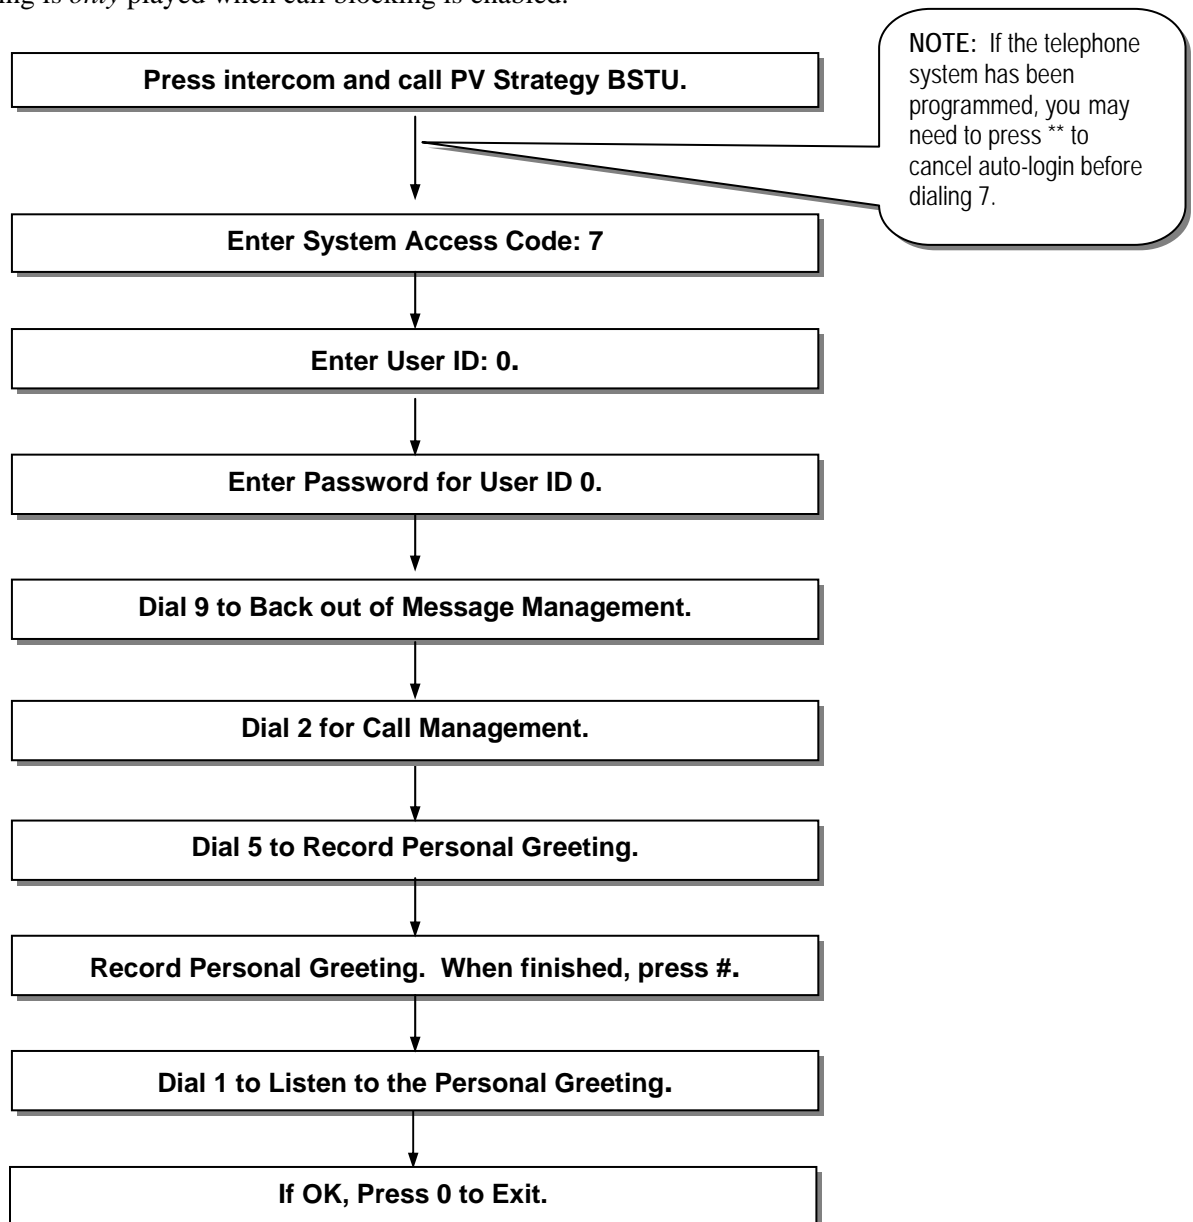 only played when call blocking is enabled.
NOTE: If the telephone
system has been
programmed, you may
need to press ** to
cancel auto-login before
dialing 7.
Press intercom and call PV Strategy BSTU.
Enter System Access Code: 7
Enter User ID: 0.
Enter Password for User ID 0.
Dial 9 to Back out of Message Management.
Dial 2 for Call Management.
Dial 5 to Record Personal Greeting.
Record Personal Greeting. When finished, press #.
Dial 1 to Listen to the Personal Greeting.
If OK, Press 0 to Exit.